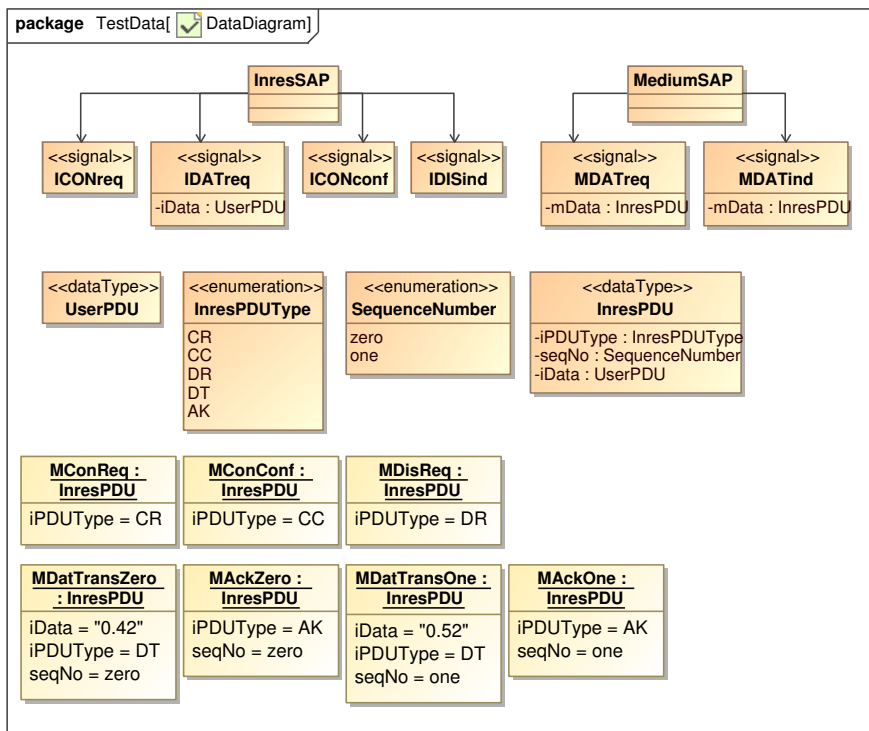 package TestData[ DataDiagram]
InresSAP
MediumSAP
<<signal>>
ICONreq
<<signal>>
IDATreq
-iData : UserPDU
<<signal>>
ICONconf
<<signal>>
IDISind
<<signal>>
MDATreq
-mData : InresPDU
<<signal>>
MDATind
-mData : InresPDU
<<dataType>>
UserPDU
<<enumeration>>
InresPDUType
CR
CC
DR
DT
AK
<<enumeration>>
SequenceNumber
zero
one
<<dataType>>
InresPDU
-iPDUType : InresPDUType
-seqNo : SequenceNumber
-iData : UserPDU
MConReq :
InresPDU
iPDUType = CR
MConConf :
InresPDU
iPDUType = CC
MDisReq :
InresPDU
iPDUType = DR
MDatTransZero
: InresPDU
iData = "0.42"
iPDUType = DT
seqNo = zero
MAckZero :
InresPDU
iPDUType = AK
seqNo = zero
MDatTransOne :
InresPDU
iData = "0.52"
iPDUType = DT
seqNo = one
MAckOne :
InresPDU
iPDUType = AK
seqNo = one